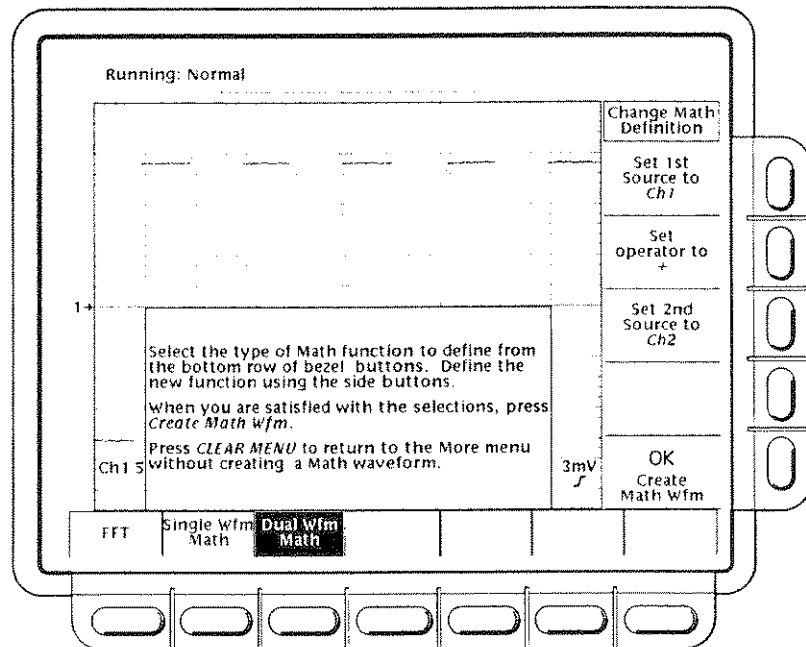 Running: Normal
Change Math
Definition
Set 1st
Source to
Ch1
Set
operator to
+
Set 2nd
Source to
Ch2
1→
Select the type of Math function to define from
the bottom row of bezel buttons. Define the
new function using the side buttons.
When you are satisfied with the selections, press
Create Math Wfm.
Press CLEAR MENU to return to the More menu
without creating a Math waveform.
Ch1 5
3mV
OK
Create
Math Wfm
FFT
Single Wfm
Math
Dual Wfm
Math